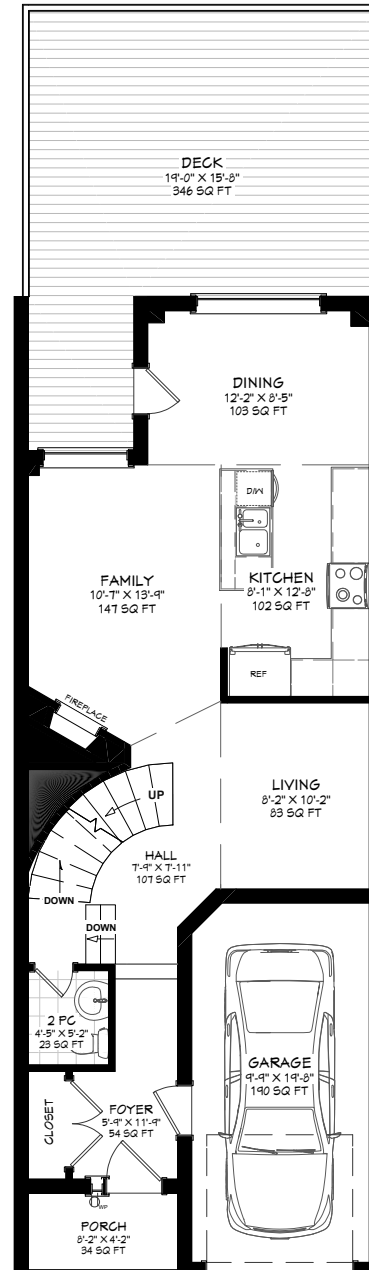 DECK
19'-0" X 15'-8"
346 SQ FT
DINING
12'-2" X 8'-5"
103 SQ FT
D/W
FAMILY
10'-7" X 13'-9"
147 SQ FT
KITCHEN
8'-1" X 12'-8"
102 SQ FT
REF
FIREPLACE
LIVING
8'-2" X 10'-2"
83 SQ FT
UP
HALL
7'-9" X 7'-11"
107 SQ FT
DOWN
DOWN
2 PC
4'-5" X 5'-2"
23 SQ FT
GARAGE
9'-9" X 19'-8"
190 SQ FT
CLOSET
FOYER
5'-9" X 11'-9"
54 SQ FT
WP
PORCH
8'-2" X 4'-2"
34 SQ FT